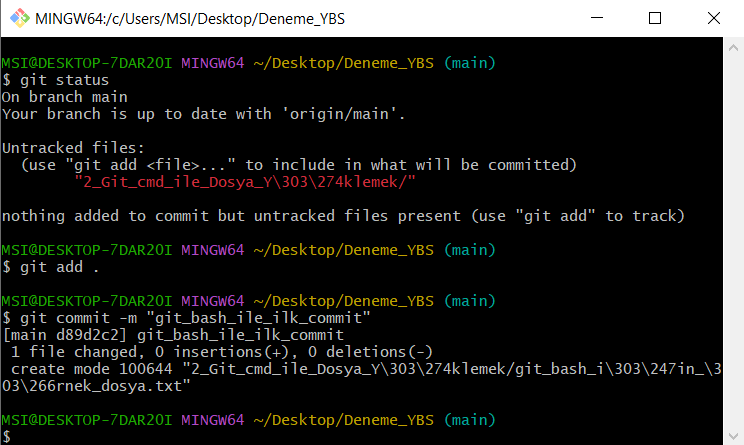 MINGW64:/c/Users/MSI/Desktop/Deneme_YBS
MSI@DESKTOP-7DAR2OI MINGW64 ~/Desktop/Deneme_YBS (main)
$ git status
On branch main
Your branch is up to date with 'origin/main'.
Untracked files:
  (use "git add <file>..." to include in what will be committed)
        "2_Git_cmd_ile_Dosya_Y\303\274klemek/"
nothing added to commit but untracked files present (use "git add" to track)
MSI@DESKTOP-7DAR2OI MINGW64 ~/Desktop/Deneme_YBS (main)
$ git add .
MSI@DESKTOP-7DAR2OI MINGW64 ~/Desktop/Deneme_YBS (main)
$ git commit -m "git_bash_ile_ilk_commit"
[main d89d2c2] git_bash_ile_ilk_commit
 1 file changed, 0 insertions(+), 0 deletions(-)
 create mode 100644 "2_Git_cmd_ile_Dosya_Y\303\274klemek/git_bash_i\303\247in_\3
03\266rnek_dosya.txt"
MSI@DESKTOP-7DAR2OI MINGW64 ~/Desktop/Deneme_YBS (main)
$